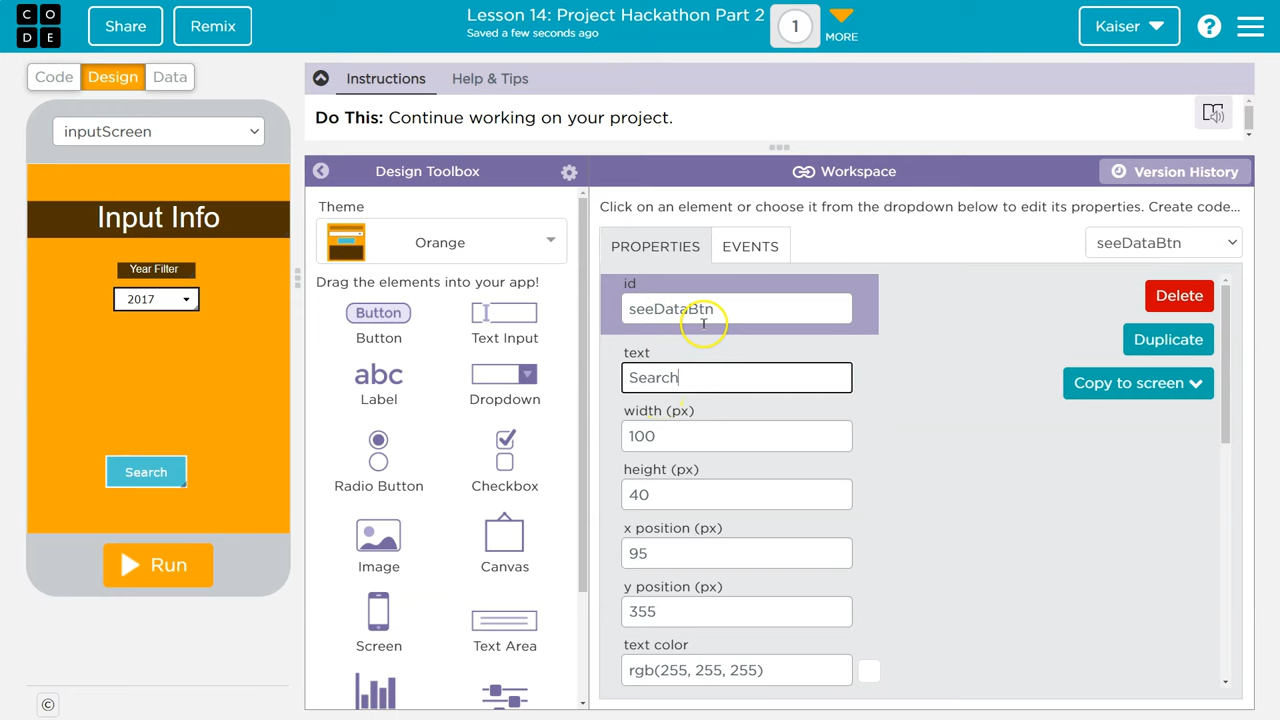 CO
DE
Share
Remix
Lesson 14: Project Hackathon Part 2
Saved a few seconds ago
1
MORE
Kaiser
?
Code
Design
Data
Instructions
Help & Tips
Do This: Continue working on your project.
inputScreen
Input Info
Year Filter
2017
Search
Run
©
Design Toolbox
Theme
Orange
Drag the elements into your app!
Button
Button
Text Input
abc
Label
Dropdown
Radio Button
Checkbox
Image
Canvas
Screen
Text Area
Workspace
Version History
Click on an element or choose it from the dropdown below to edit its properties. Create code...
PROPERTIES
EVENTS
seeDataBtn
id
seeDataBtn
Delete
Duplicate
Copy to screen
text
Search
width (px)
100
height (px)
40
x position (px)
95
y position (px)
355
text color
rgb(255, 255, 255)